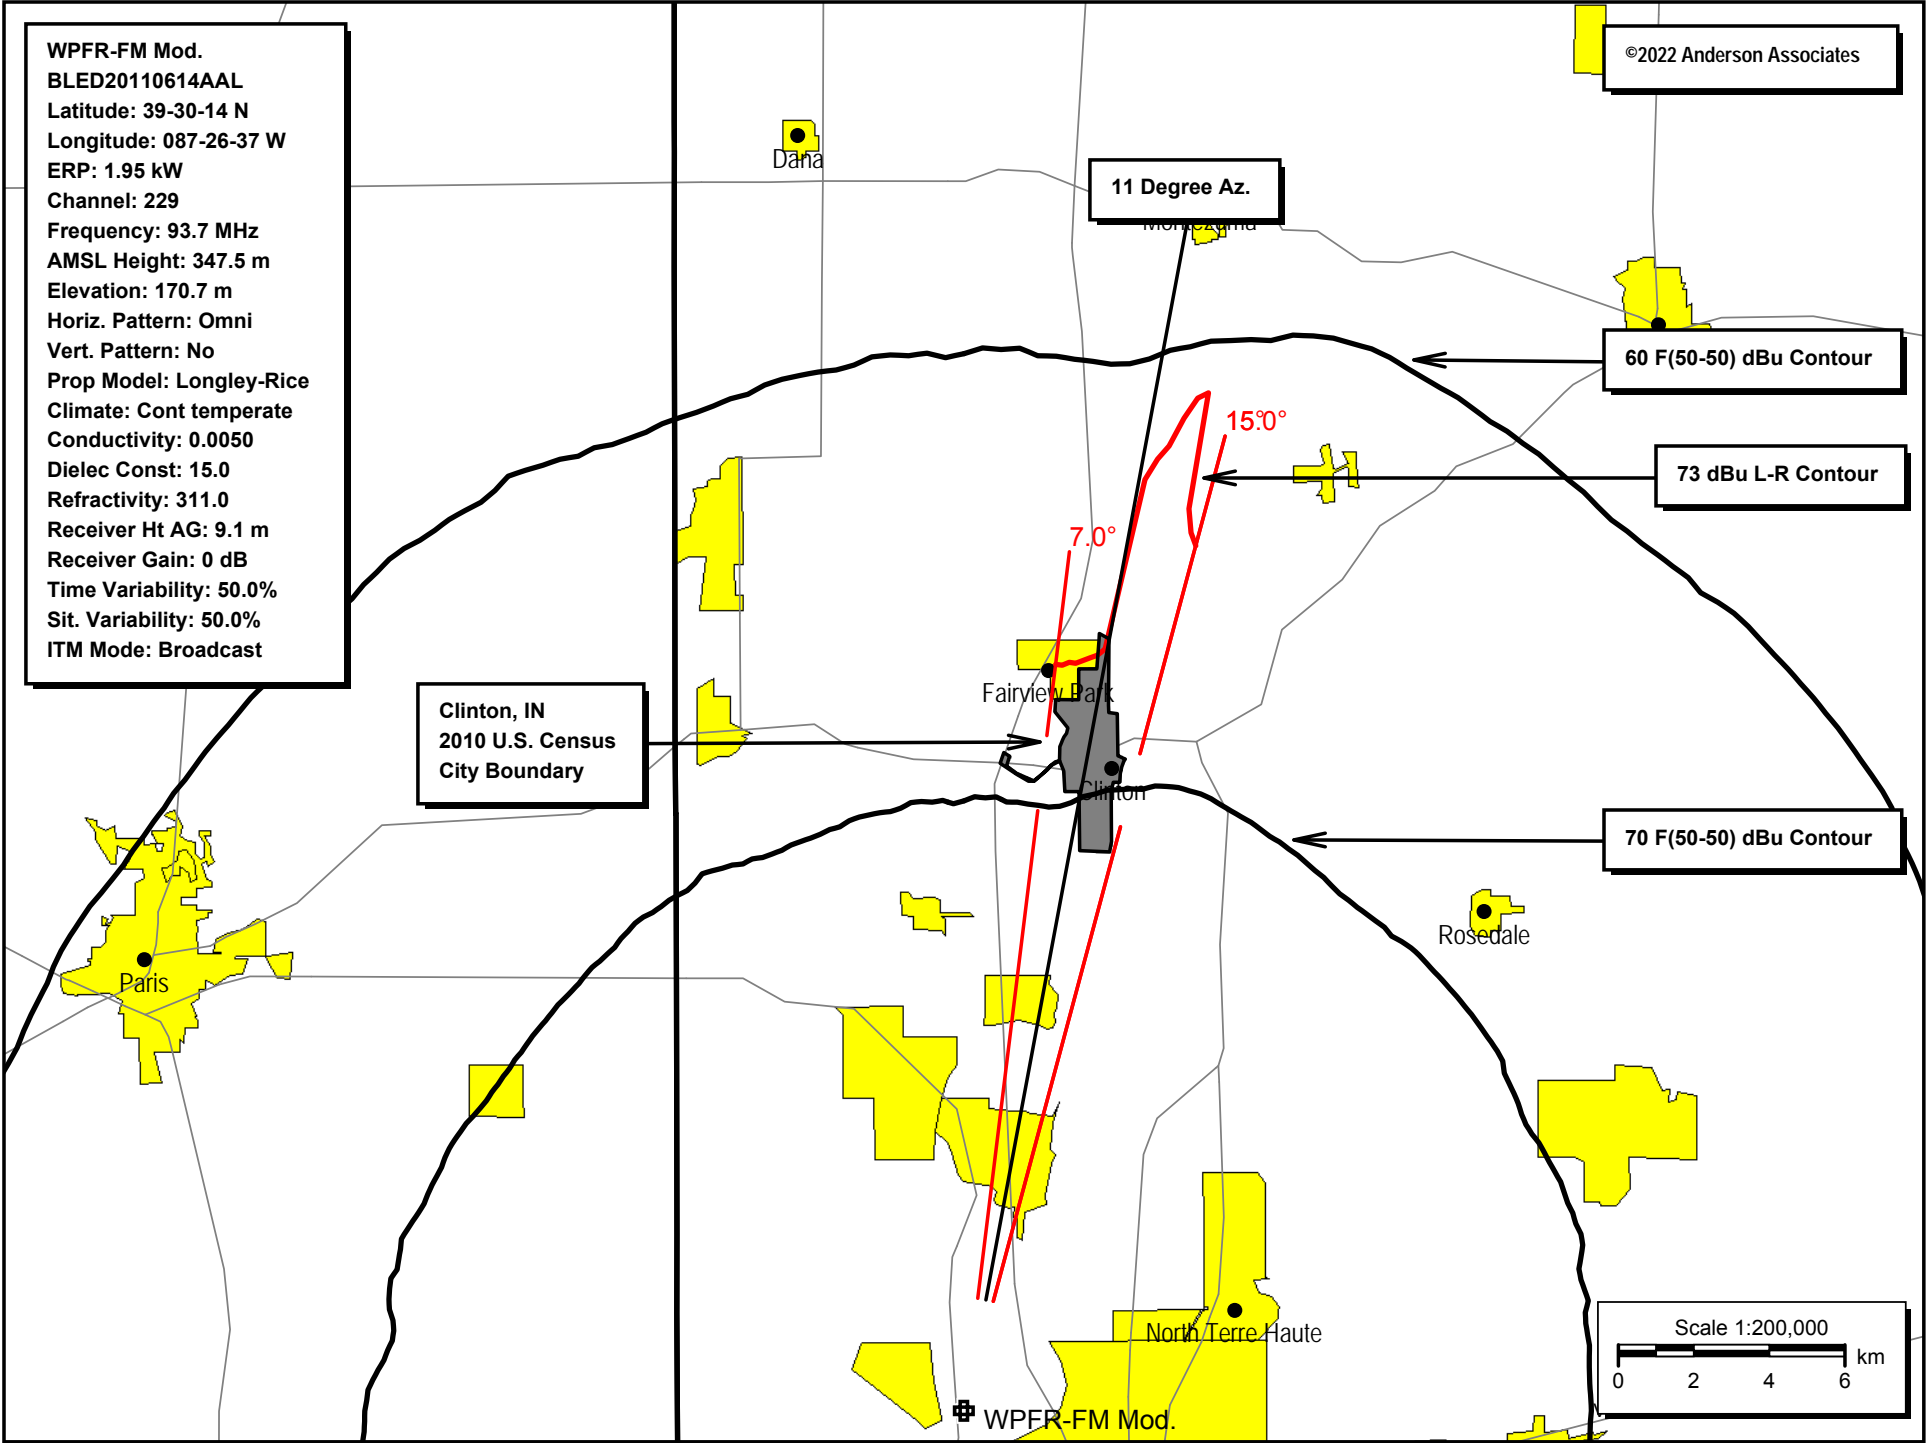 WPFR-FM Mod.
BLED20110614AAL
Latitude: 39-30-14 N
Longitude: 087-26-37 W
ERP: 1.95 kW
Channel: 229
Frequency: 93.7 MHz
AMSL Height: 347.5 m
Elevation: 170.7 m
Horiz. Pattern: Omni
Vert. Pattern: No
Prop Model: Longley-Rice
Climate: Cont temperate
Conductivity: 0.0050
Dielec Const: 15.0
Refractivity: 311.0
Receiver Ht AG: 9.1 m
Receiver Gain: 0 dB
Time Variability: 50.0%
Sit. Variability: 50.0%
ITM Mode: Broadcast
©2022 Anderson Associates
Dana
11 Degree Az.
Montezuma
60 F(50-50) dBu Contour
15.0°
73 dBu L-R Contour
7.0°
Fairview Park
Clinton, IN
2010 U.S. Census
City Boundary
Clinton
70 F(50-50) dBu Contour
Rosedale
Paris
North Terre Haute
WPFR-FM Mod.
Scale 1:200,000
km
0 2 4 6